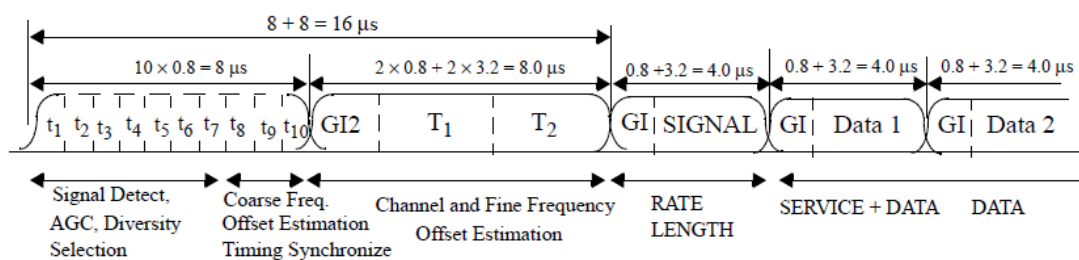 8 + 8 = 16 μs
10 × 0.8 = 8 μs
2 × 0.8 + 2 × 3.2 = 8.0 μs
0.8 +3.2 = 4.0 μs
0.8 + 3.2 = 4.0 μs
0.8 + 3.2 = 4.0 μs
t1 t2 t3 t4 t5 t6 t7 t8 t9 t10 GI2 T1 T2 GI SIGNAL GI Data 1 GI Data 2
Signal Detect,
AGC, Diversity
Selection
Coarse Freq.
Offset Estimation
Timing Synchronize
Channel and Fine Frequency
Offset Estimation
RATE
LENGTH
SERVICE + DATA
DATA